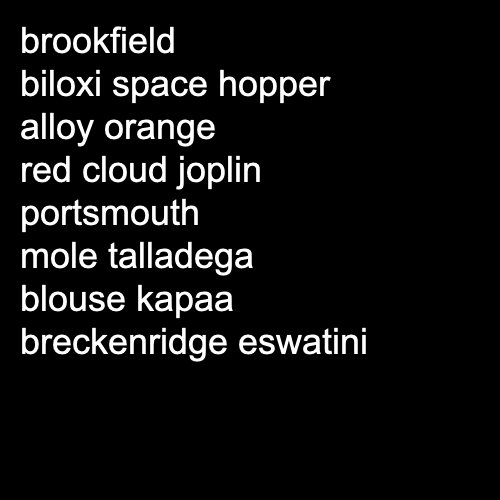 brookfield
biloxi space hopper
alloy orange
red cloud joplin
portsmouth
mole talladega
blouse kapaa
breckenridge eswatini